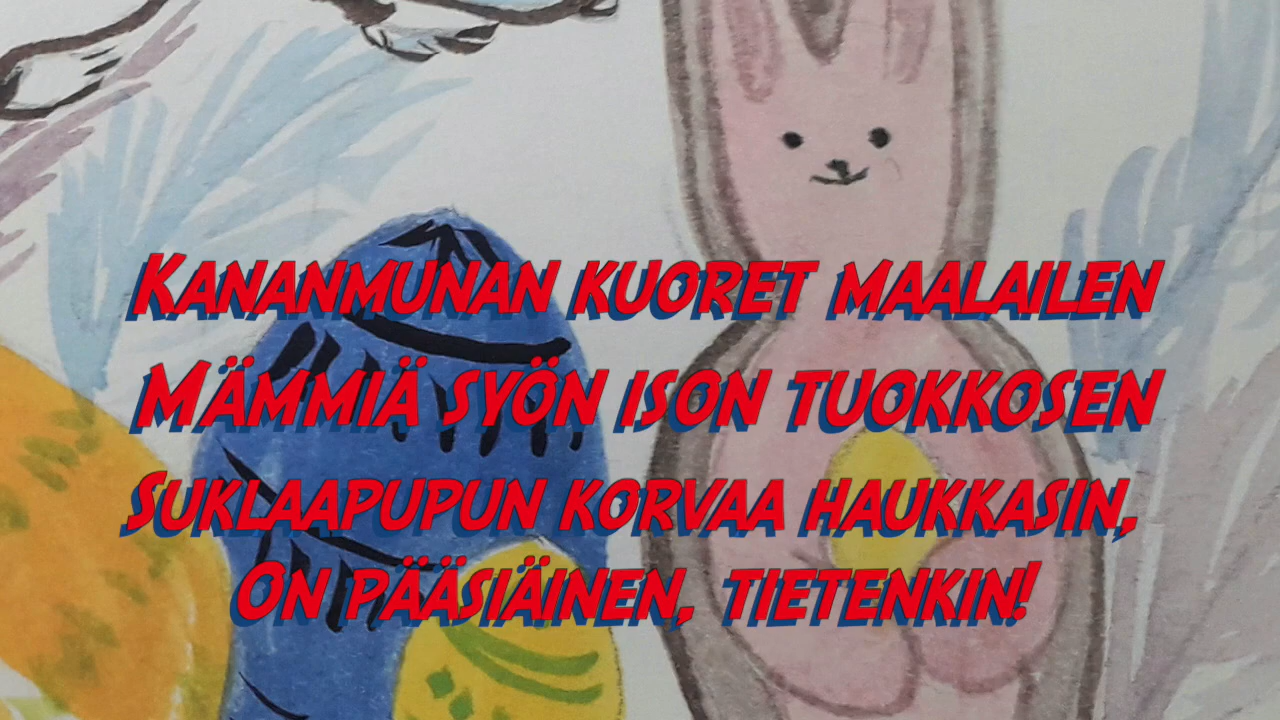 Kananmunan kuoret maalailen
Mämmiä syön ison tuokkosen
Suklaapupun korvaa haukkasin,
On pääsiäinen, tietenkin!